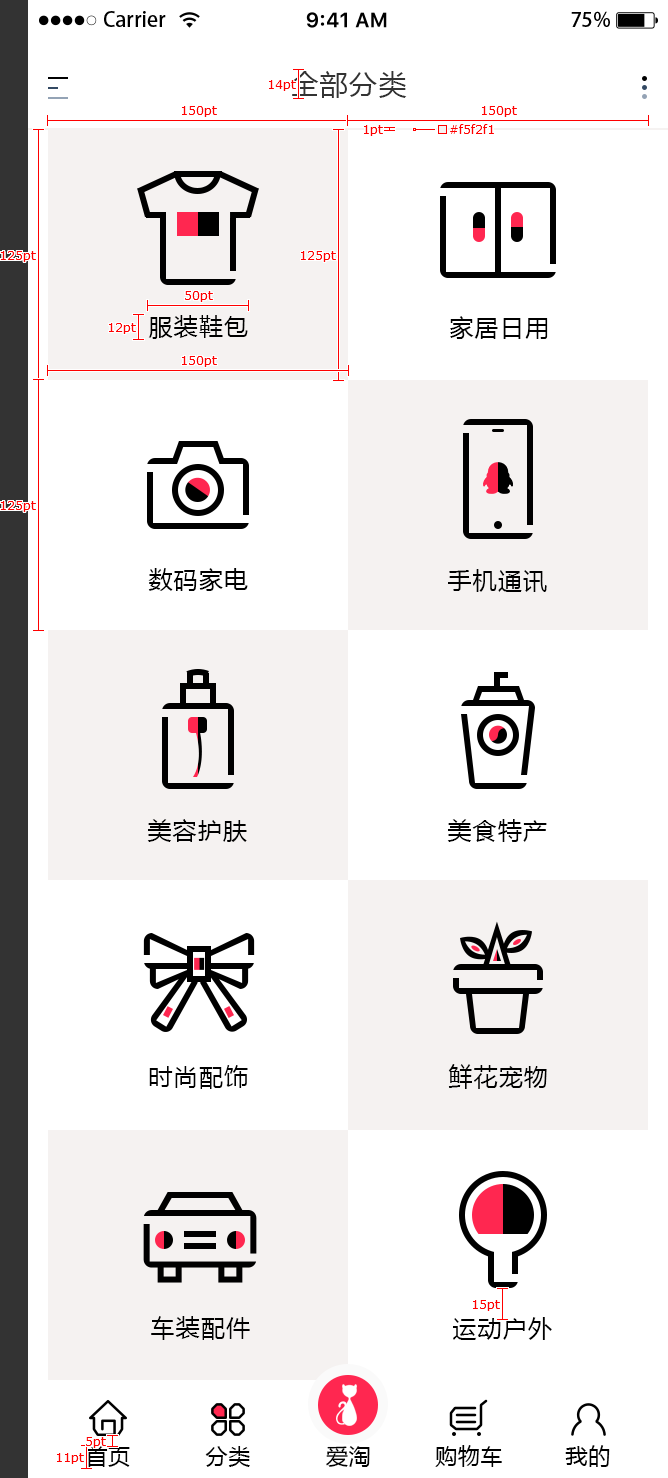 Carrier 9:41 AM 75%
14pt 全部分类
150pt 150pt
1pt #f5f2f1
125pt 125pt
50pt
12pt 服装鞋包 家居日用
150pt
125pt
数码家电 手机通讯
美容护肤 美食特产
时尚配饰 鲜花宠物
15pt
车装配件 运动户外
5pt
11pt 首页 分类 爱淘 购物车 我的